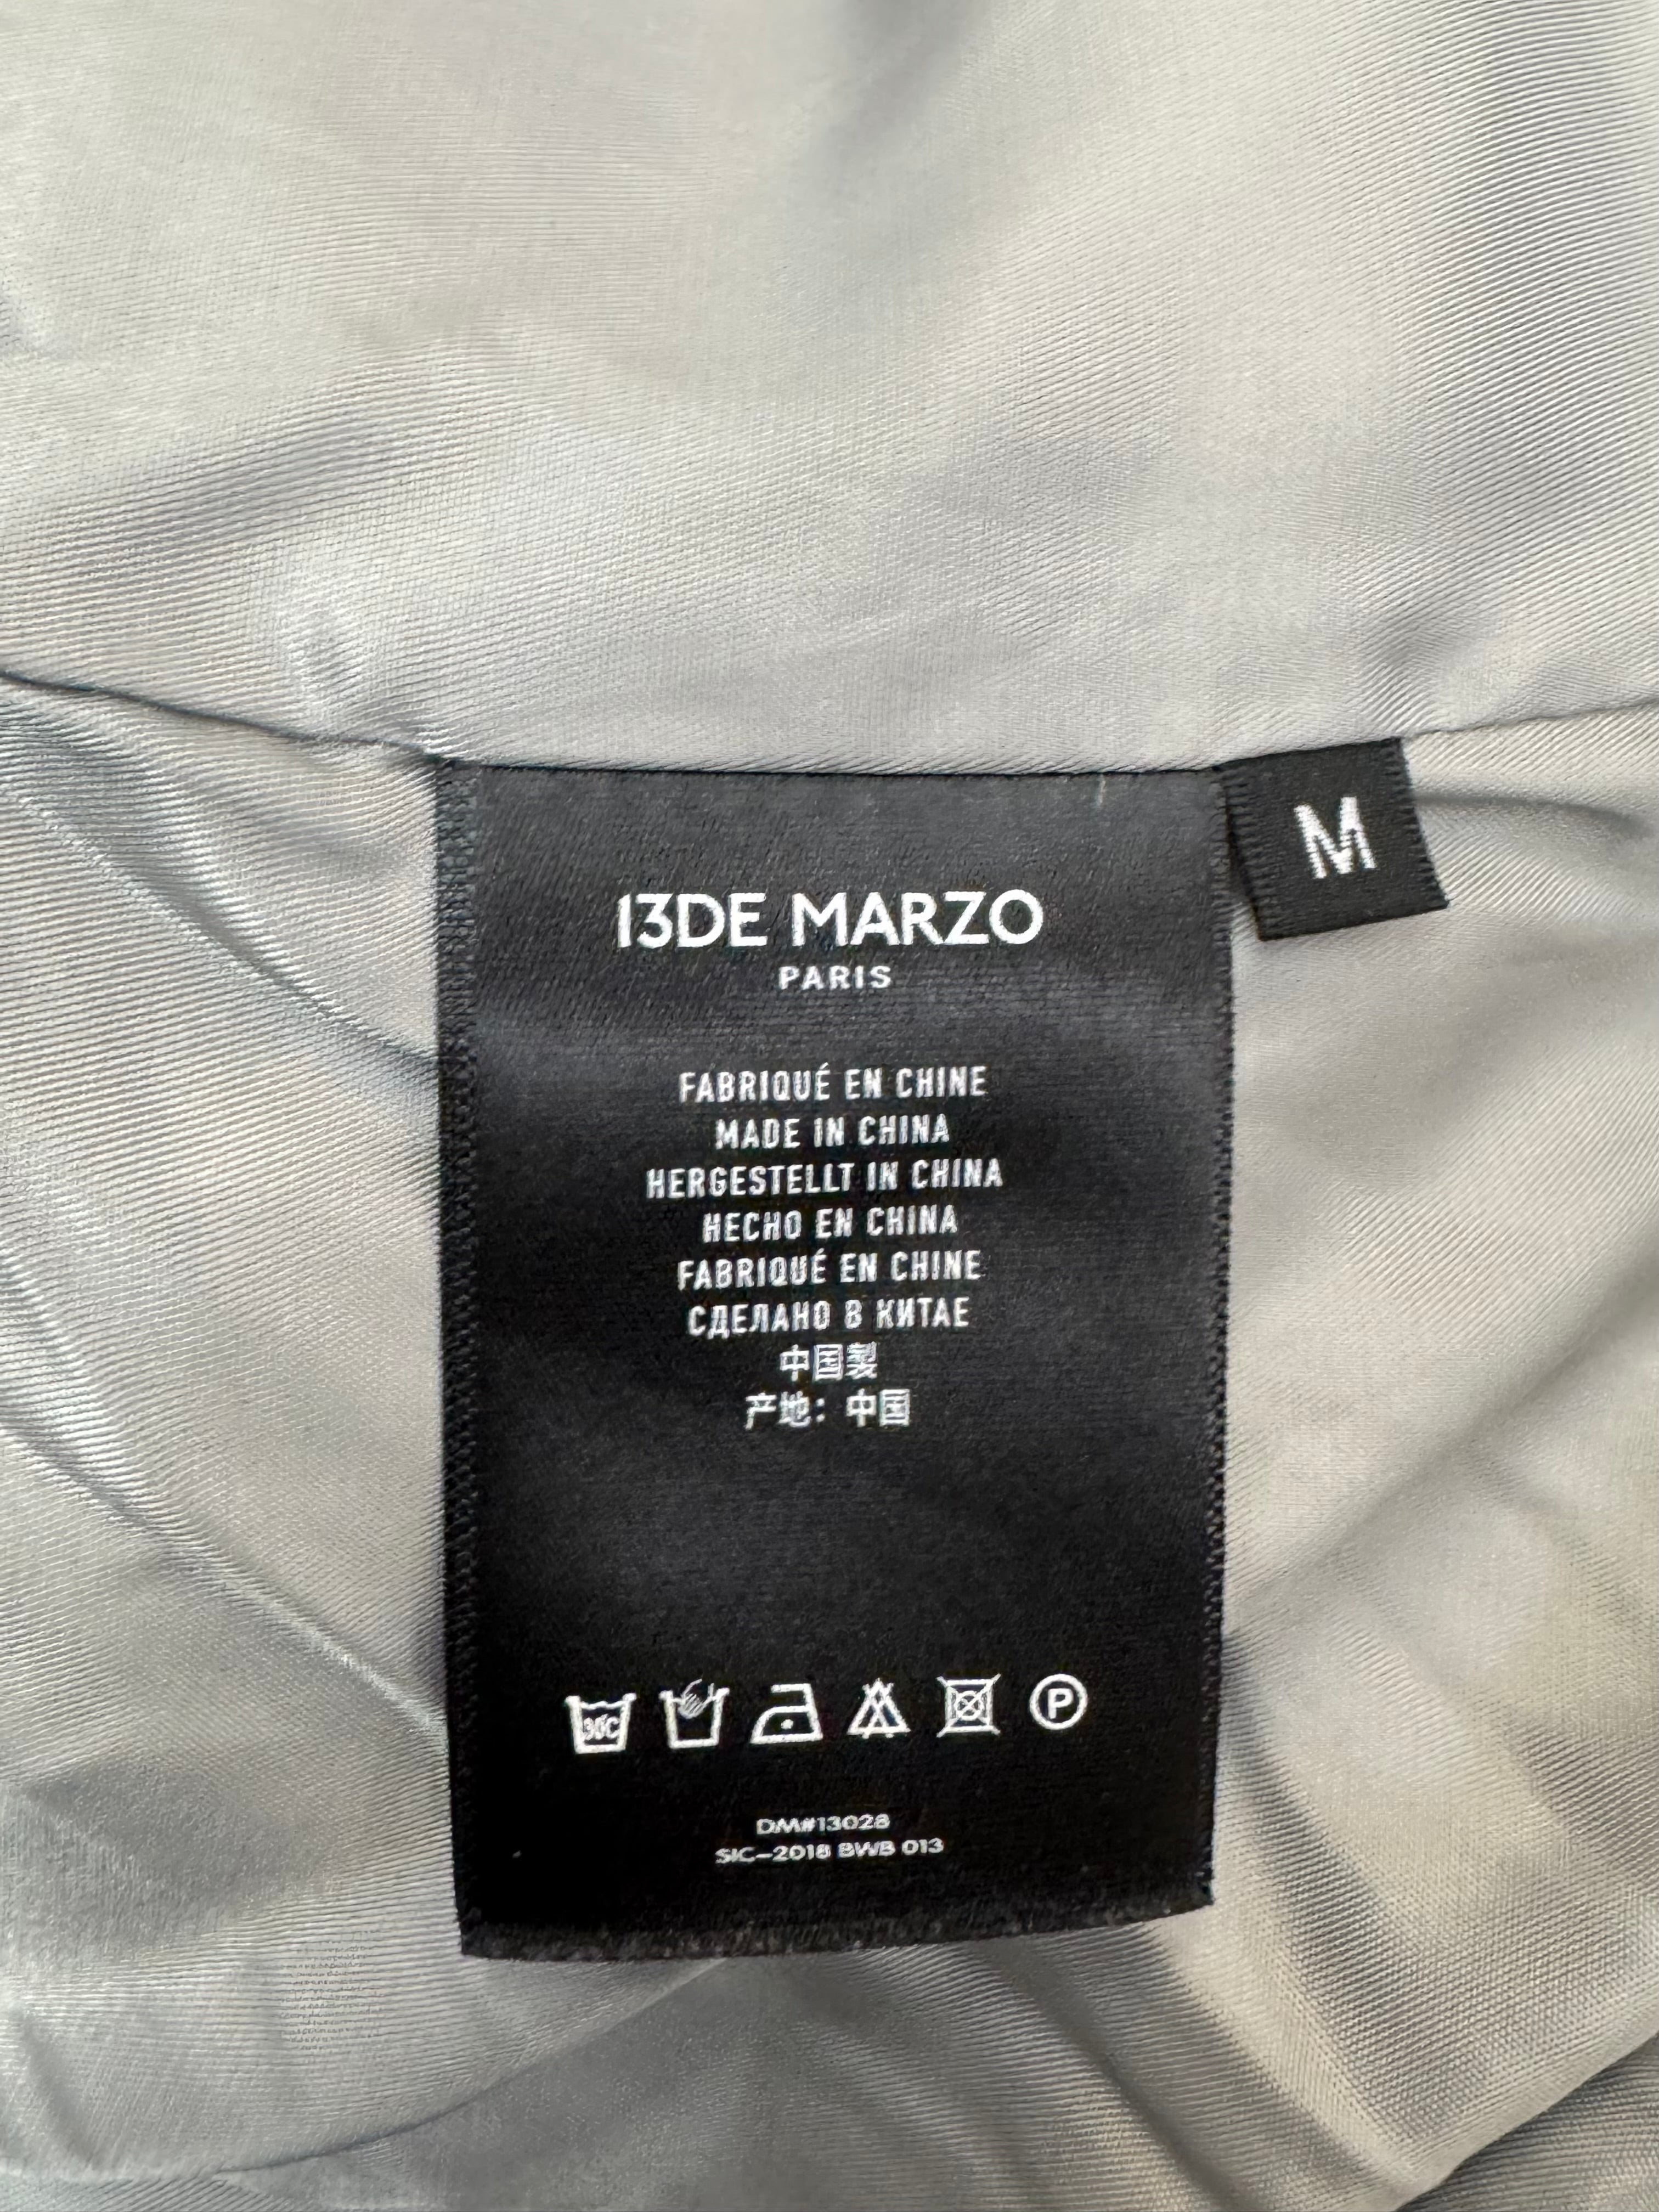 13DE MARZO
PARIS
M
FABRIQUÉ EN CHINE
MADE IN CHINA
HERGESTELLT IN CHINA
HECHO EN CHINA
FABRIQUÉ EN CHINE
СДЕЛАНО В КИТАЕ
中国製
产地：中国
30C
P
DM#13028
SIC-2018 BWB 013